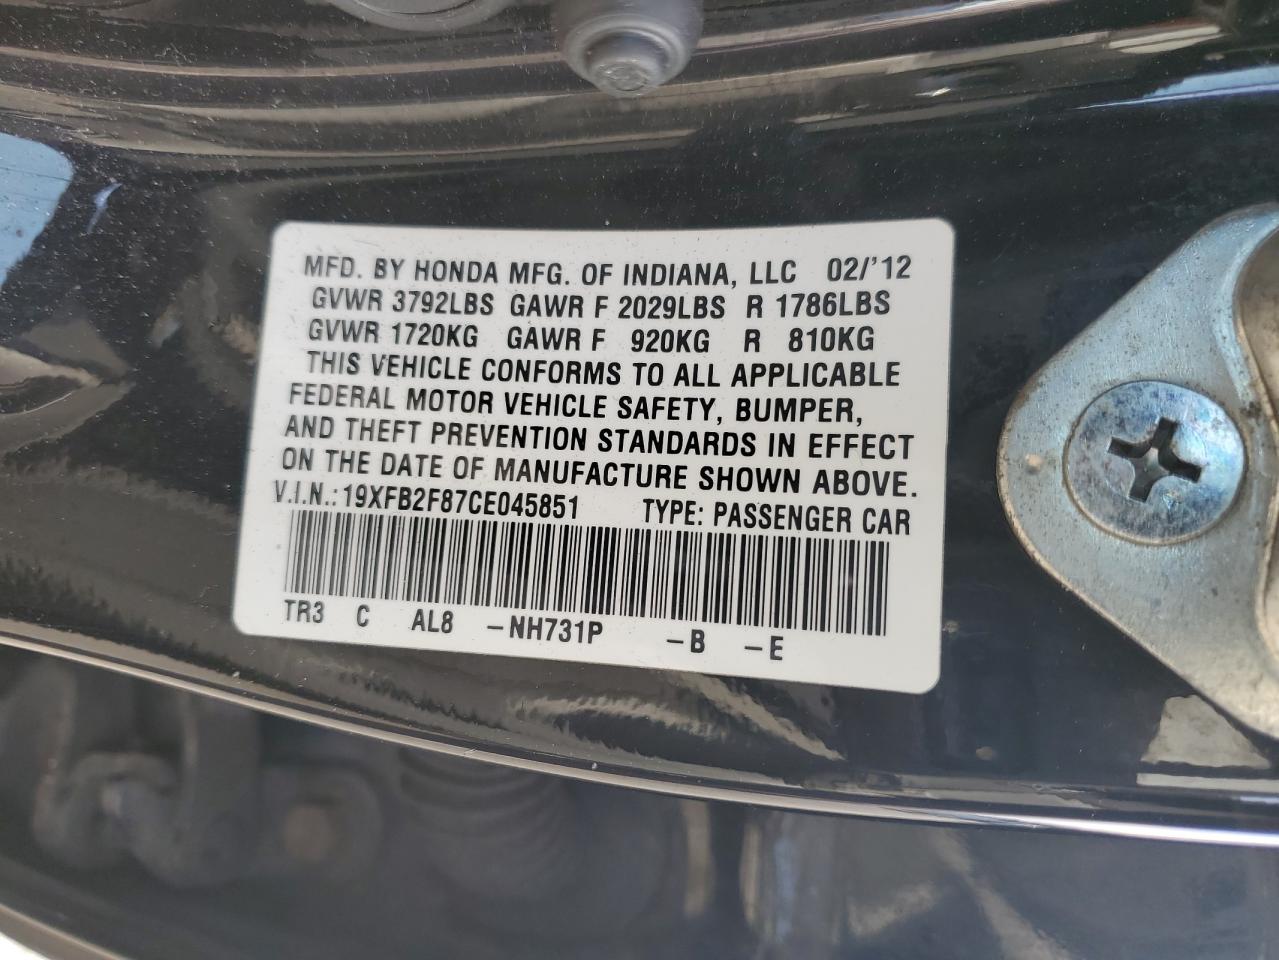 MFD. BY HONDA MFG. OF INDIANA, LLC 02/'12
GVWR 3792LBS GAWR F 2029LBS R 1786LBS
GVWR 1720KG GAWR F 920KG R 810KG
THIS VEHICLE CONFORMS TO ALL APPLICABLE
FEDERAL MOTOR VEHICLE SAFETY, BUMPER,
AND THEFT PREVENTION STANDARDS IN EFFECT
ON THE DATE OF MANUFACTURE SHOWN ABOVE.
V.I.N.:19XFB2F87CE045851 TYPE: PASSENGER CAR
TR3 C AL8 -NH731P -B -E